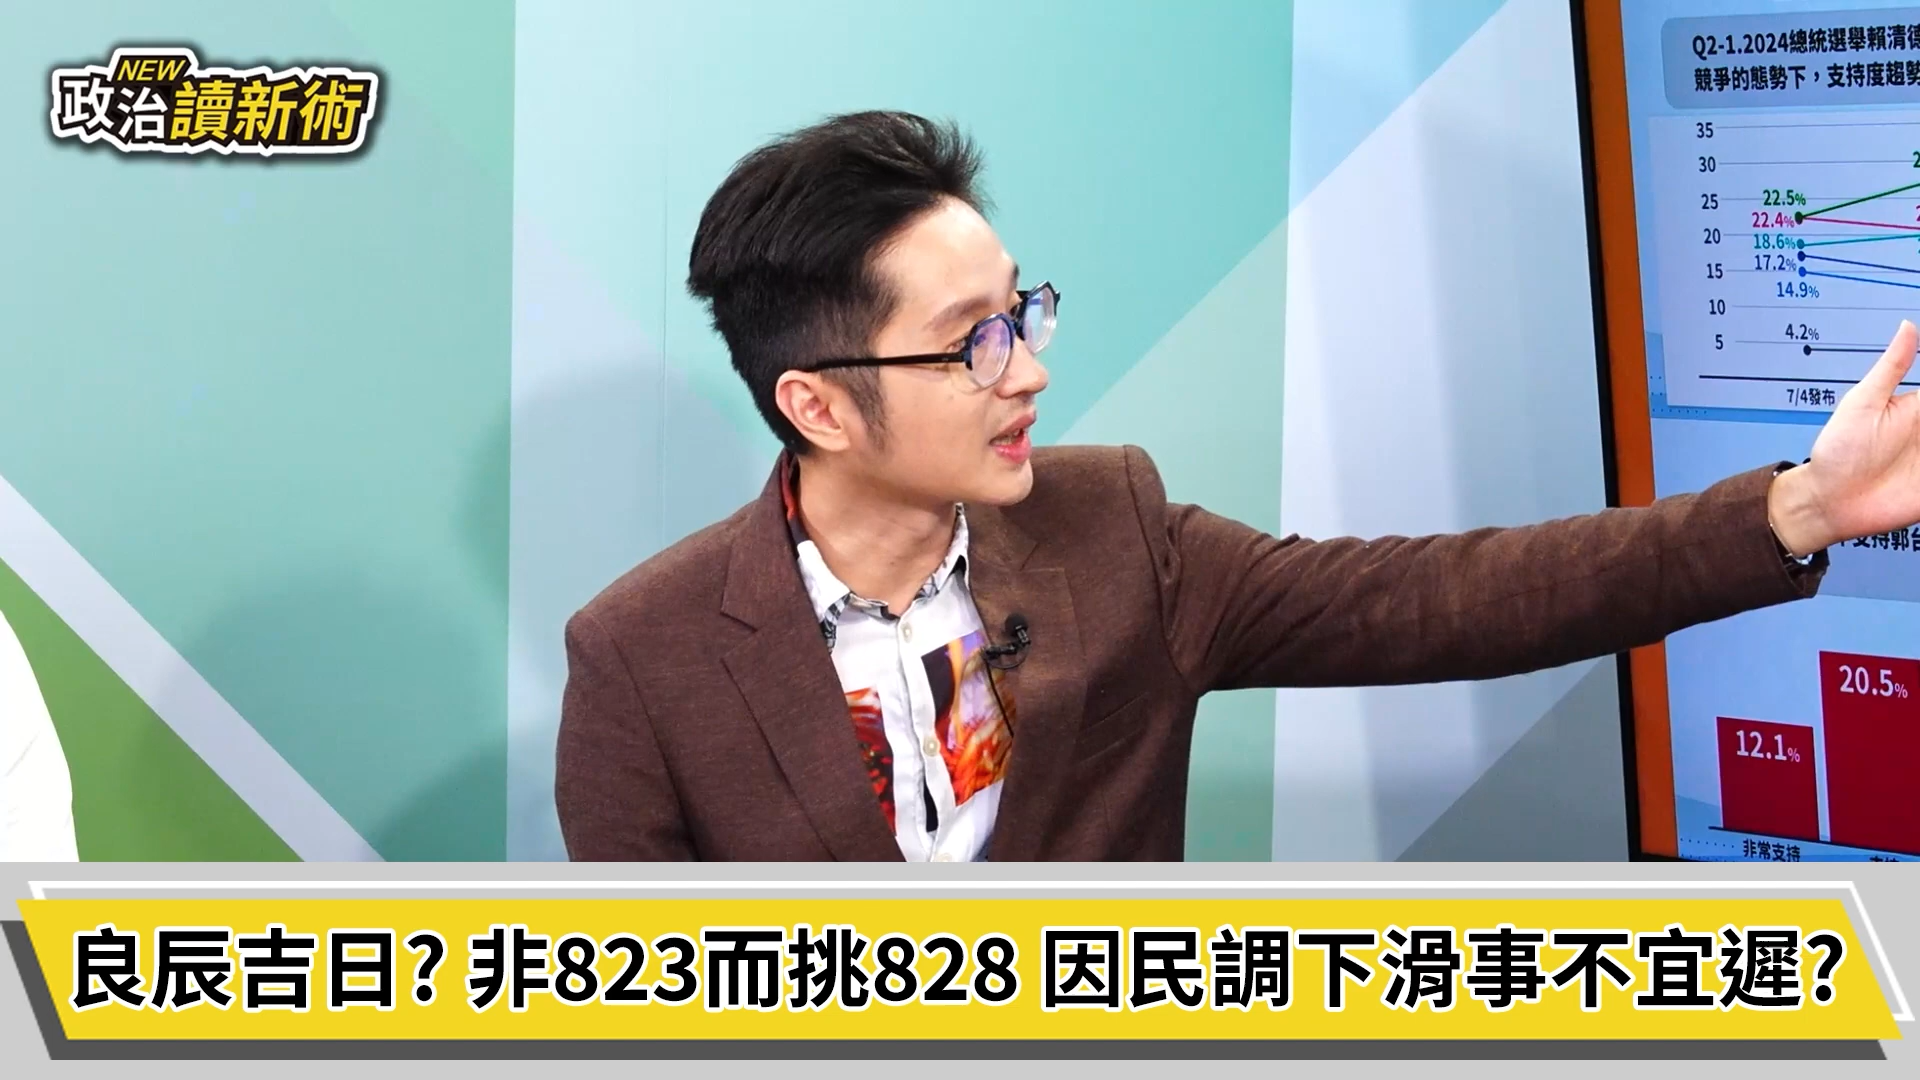 NEW
政治讀新術
Q2-1.2024總統選舉賴清德
競爭的態勢下，支持度趨勢
35
30
25
20
15
10
5
22.5%
22.4%
18.6%
17.2%
14.9%
4.2%
7/4發布
支持郭台
20.5%
12.1%
非常支持
良辰吉日? 非823而挑828 因民調下滑事不宜遲?